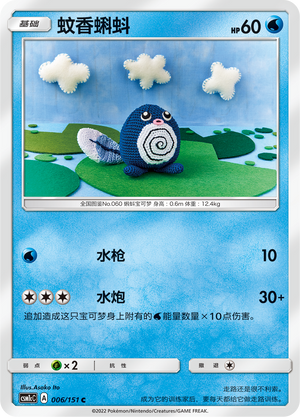 基础 蚊香蝌蚪 HP60
全国图鉴No.060 蝌蚪宝可梦 身高：0.6m 体重：12.4kg
水枪 10
水炮 30+
追加造成这只宝可梦身上附有的能量数量×10点伤害。
弱点 ×2 抗性 撤退
Illus.Asako Ito
CSM1cC A 006/151 C
走路还是很不利索。
成为它的训练家后，要每天都给它做走路训练。
©2022 Pokémon/Nintendo/Creatures/GAME FREAK.